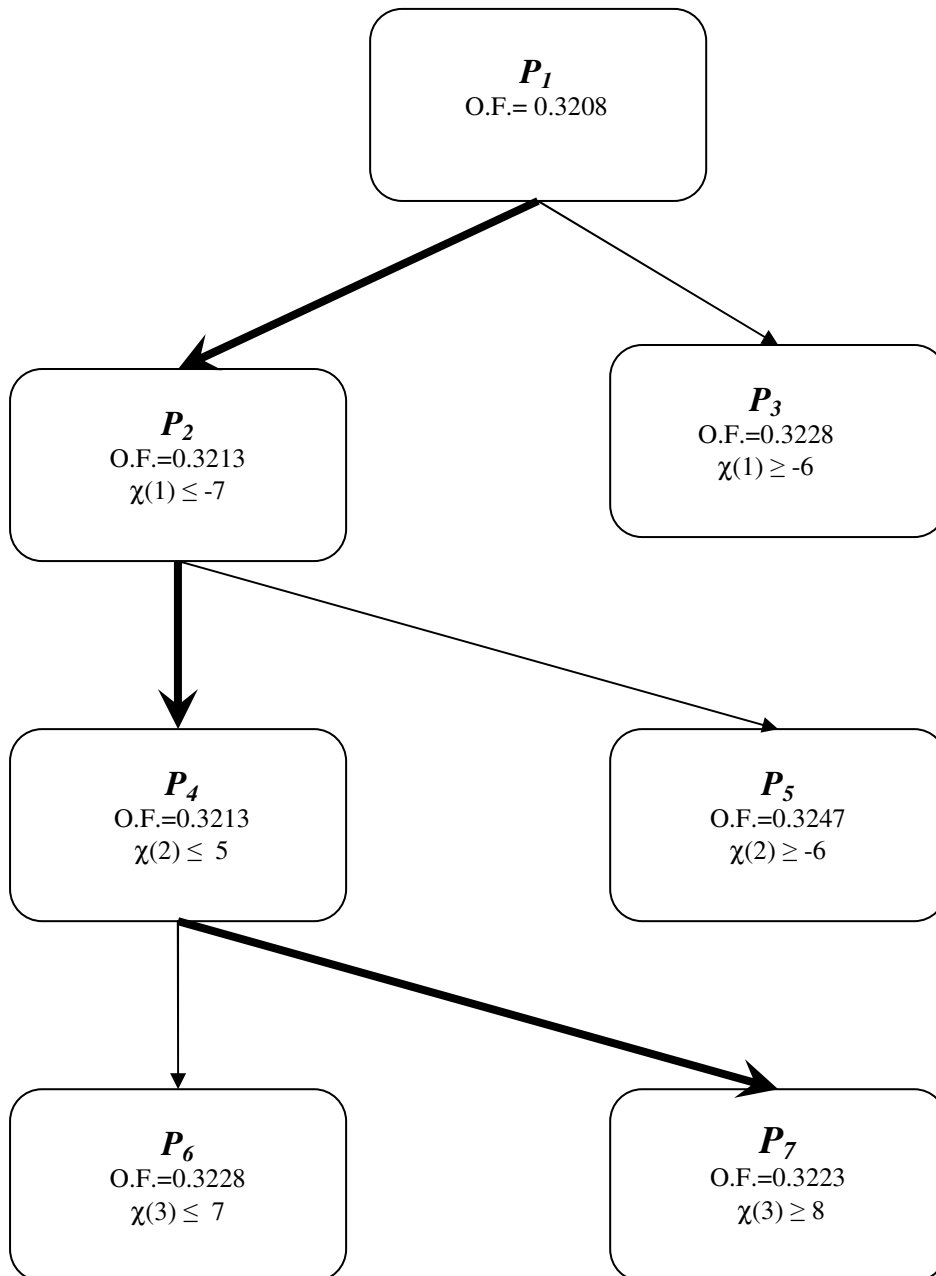 P1
O.F.= 0.3208
P2
O.F.=0.3213
χ(1) ≤ -7
P3
O.F.=0.3228
χ(1) ≥ -6
P4
O.F.=0.3213
χ(2) ≤ 5
P5
O.F.=0.3247
χ(2) ≥ -6
P6
O.F.=0.3228
χ(3) ≤ 7
P7
O.F.=0.3223
χ(3) ≥ 8